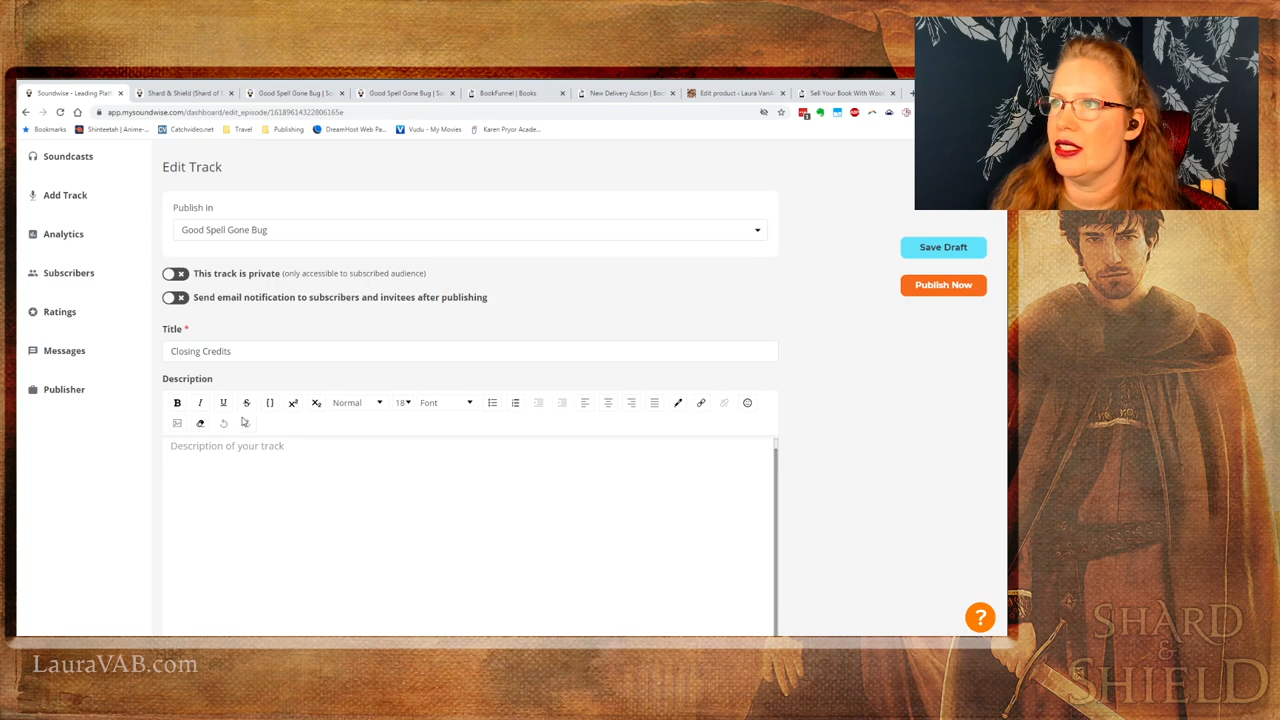 Soundwise - Leading Platf
Shard & Shield (Shard of
Good Spell Gone Bug | So
Good Spell Gone Bug | So
BookFunnel | Books
New Delivery Action | Boo
Edit product ‹ Laura VanA
Sell Your Book With Woo
app.mysoundwise.com/dashboard/edit_episode/1618961432280616​5e
Bookmarks
Shinteetah | Anime-...
Catchvideo.net
Travel
Publishing
DreamHost Web Pa...
Vudu - My Movies
Karen Pryor Acade...
Soundcasts
Add Track
Analytics
Subscribers
Ratings
Messages
Publisher
Edit Track
Publish in
Good Spell Gone Bug
This track is private (only accessible to subscribed audience)
Send email notification to subscribers and invitees after publishing
Title *
Closing Credits
Description
B I U S {} x² x₂ Normal 18 Font
Description of your track
Save Draft
Publish Now
?
LauraVAB.com
SHARD
&
SHIELD